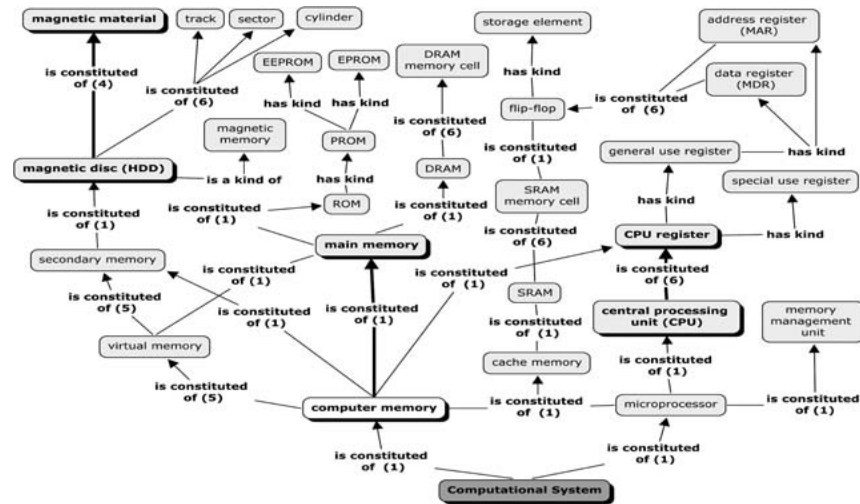 magnetic material
track
sector
cylinder
storage element
address register
(MAR)
is constituted
of (4)
is constituted
of (6)
EEPROM
EPROM
DRAM
memory cell
has kind
data register
(MDR)
has kind
has kind
flip-flop
is constituted
of (6)
magnetic
memory
PROM
is constituted
of (6)
is constituted
of (1)
general use register
has kind
magnetic disc (HDD)
is a kind of
has kind
DRAM
SRAM
memory cell
has kind
special use register
is constituted
of (1)
is constituted
of (1)
ROM
is constituted
of (1)
is constituted
of (6)
main memory
CPU register
has kind
secondary memory
is constituted
of (1)
is constituted
of (1)
is constituted
of (6)
is constituted
of (5)
is constituted
of (1)
is constituted
of (1)
SRAM
central processing
unit (CPU)
memory
management
unit
virtual memory
is constituted
of (1)
cache memory
is constituted
of (1)
is constituted
of (5)
computer memory
is constituted
of (1)
microprocessor
is constituted
of (1)
is constituted
of (1)
is constituted
of (1)
Computational System